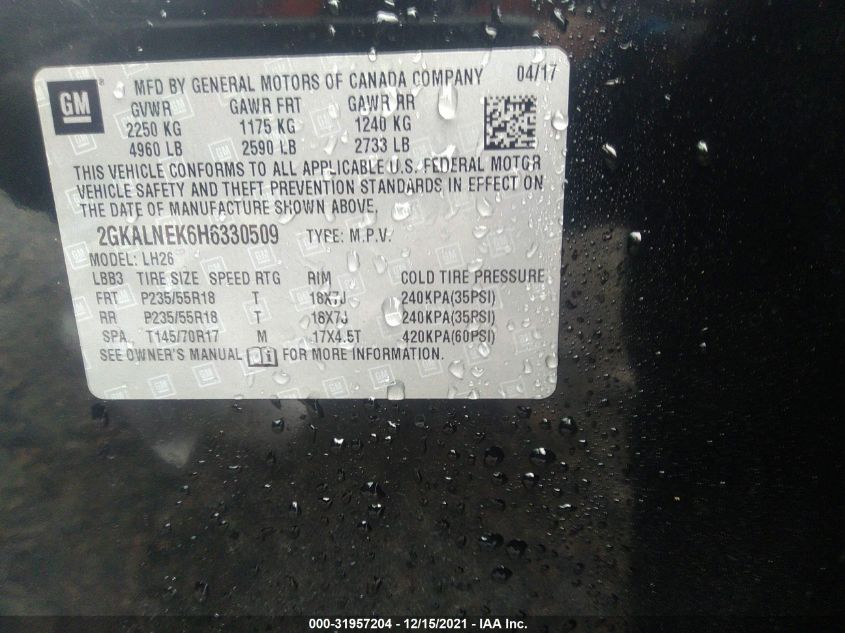 GM ® MFD BY GENERAL MOTORS OF CANADA COMPANY 04/17
GVWR GAWR FRT GAWR RR
2250 KG 1175 KG 1240 KG
4960 LB 2590 LB 2733 LB
THIS VEHICLE CONFORMS TO ALL APPLICABLE U.S. FEDERAL MOTOR
VEHICLE SAFETY AND THEFT PREVENTION STANDARDS IN EFFECT ON
THE DATE OF MANUFACTURE SHOWN ABOVE.
2GKALNEK6H6330509 TYPE: M.P.V.
MODEL: LH26
LBB3 TIRE SIZE SPEED RTG RIM COLD TIRE PRESSURE
FRT P235/55R18 T 18X7J 240KPA(35PSI)
RR P235/55R18 T 18X7J 240KPA(35PSI)
SPA T145/70R17 M 17X4.5T 420KPA(60PSI)
SEE OWNER'S MANUAL FOR MORE INFORMATION.
000-31957204 - 12/15/2021 - IAA Inc.